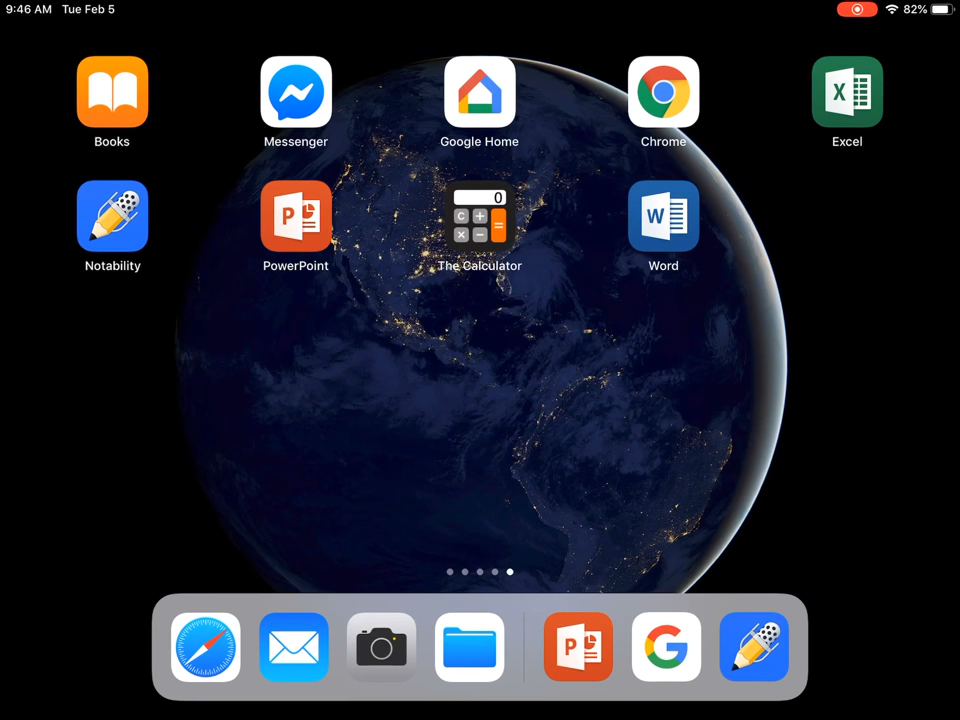 9:46 AM Tue Feb 5 82%
Books Messenger Google Home Chrome Excel
0
C +
× − =
Notability PowerPoint The Calculator Word